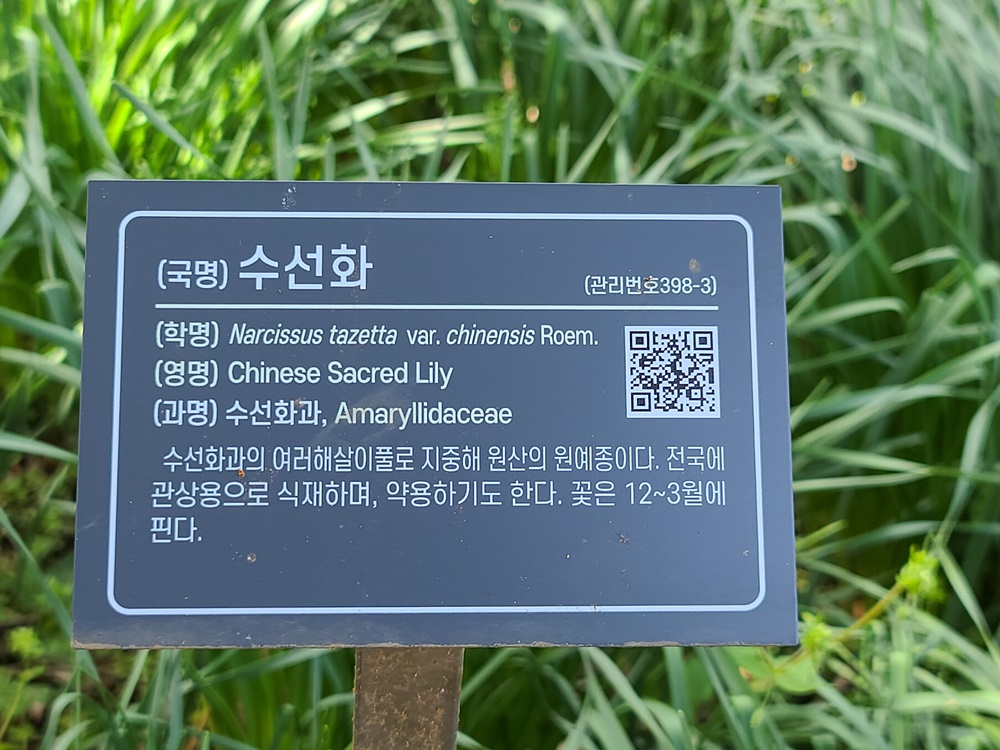 (국명) 수선화 (관리번호398-3)
(학명) Narcissus tazetta var. chinensis Roem.
(영명) Chinese Sacred Lily
(과명) 수선화과, Amaryllidaceae
수선화과의 여러해살이풀로 지중해 원산의 원예종이다. 전국에
관상용으로 식재하며, 약용하기도 한다. 꽃은 12~3월에
핀다.